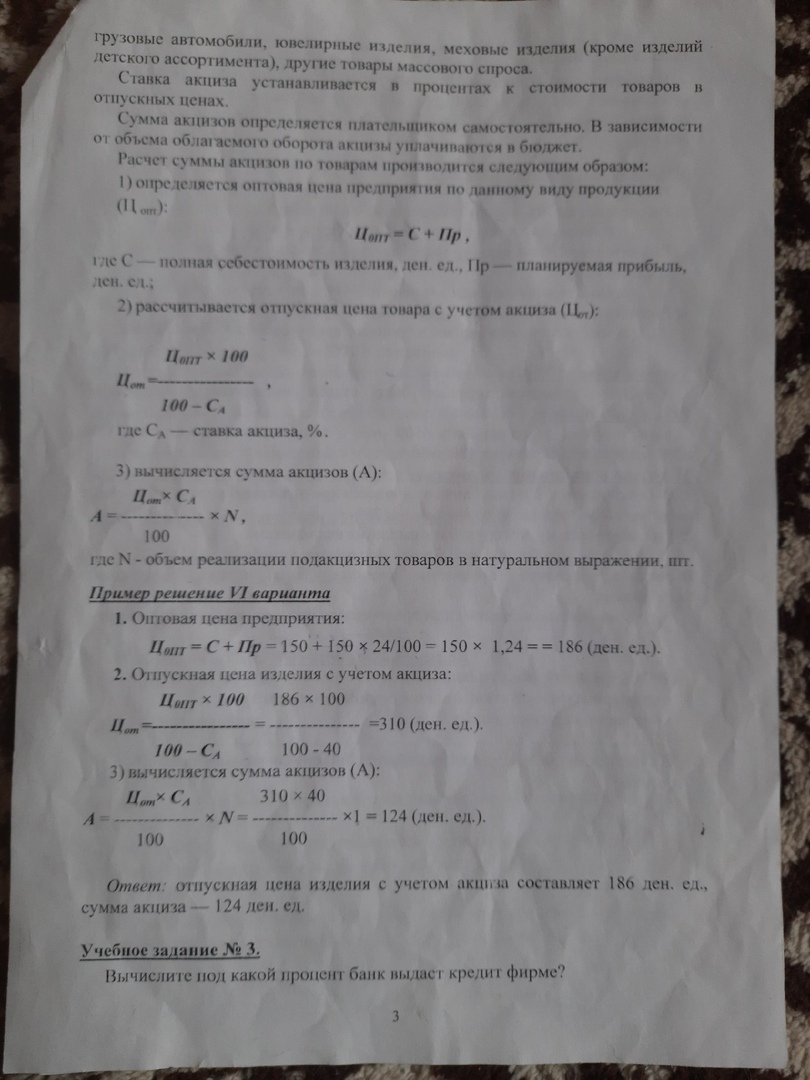 грузовые автомобили, ювелирные изделия, меховые изделия (кроме изделий
детского ассортимента), другие товары массового спроса.
Ставка акциза устанавливается в процентах к стоимости товаров в
отпускных ценах.
Сумма акцизов определяется плательщиком самостоятельно. В зависимости
от объема облагаемого оборота акцизы уплачиваются в бюджет.
Расчет суммы акцизов по товарам производится следующим образом:
1) определяется оптовая цена предприятия по данному виду продукции
(Ц опт):
Цопт = С + Пр ,
где С — полная себестоимость изделия, ден. ед., Пр — планируемая прибыль,
ден. ед.;
2) рассчитывается отпускная цена товара с учетом акциза (Цот):
Цопт × 100
Цот =---------------- ,
100 – СА
где СА — ставка акциза, %.
3) вычисляется сумма акцизов (А):
Цот× СА
А = -------------- × N ,
100
где N - объем реализации подакцизных товаров в натуральном выражении, шт.
Пример решение VI варианта
1. Оптовая цена предприятия:
Цопт = С + Пр = 150 + 150 × 24/100 = 150 × 1,24 = = 186 (ден. ед.).
2. Отпускная цена изделия с учетом акциза:
Цопт × 100 186 × 100
Цот =---------------- = --------------- =310 (ден. ед.).
100 – СА 100 - 40
3) вычисляется сумма акцизов (А):
Цот× СА 310 × 40
А = -------------- × N = -------------- ×1 = 124 (ден. ед.).
100 100
Ответ: отпускная цена изделия с учетом акциза составляет 186 ден. ед.,
сумма акциза — 124 ден. ед.
Учебное задание № 3.
Вычислите под какой процент банк выдаст кредит фирме?
3